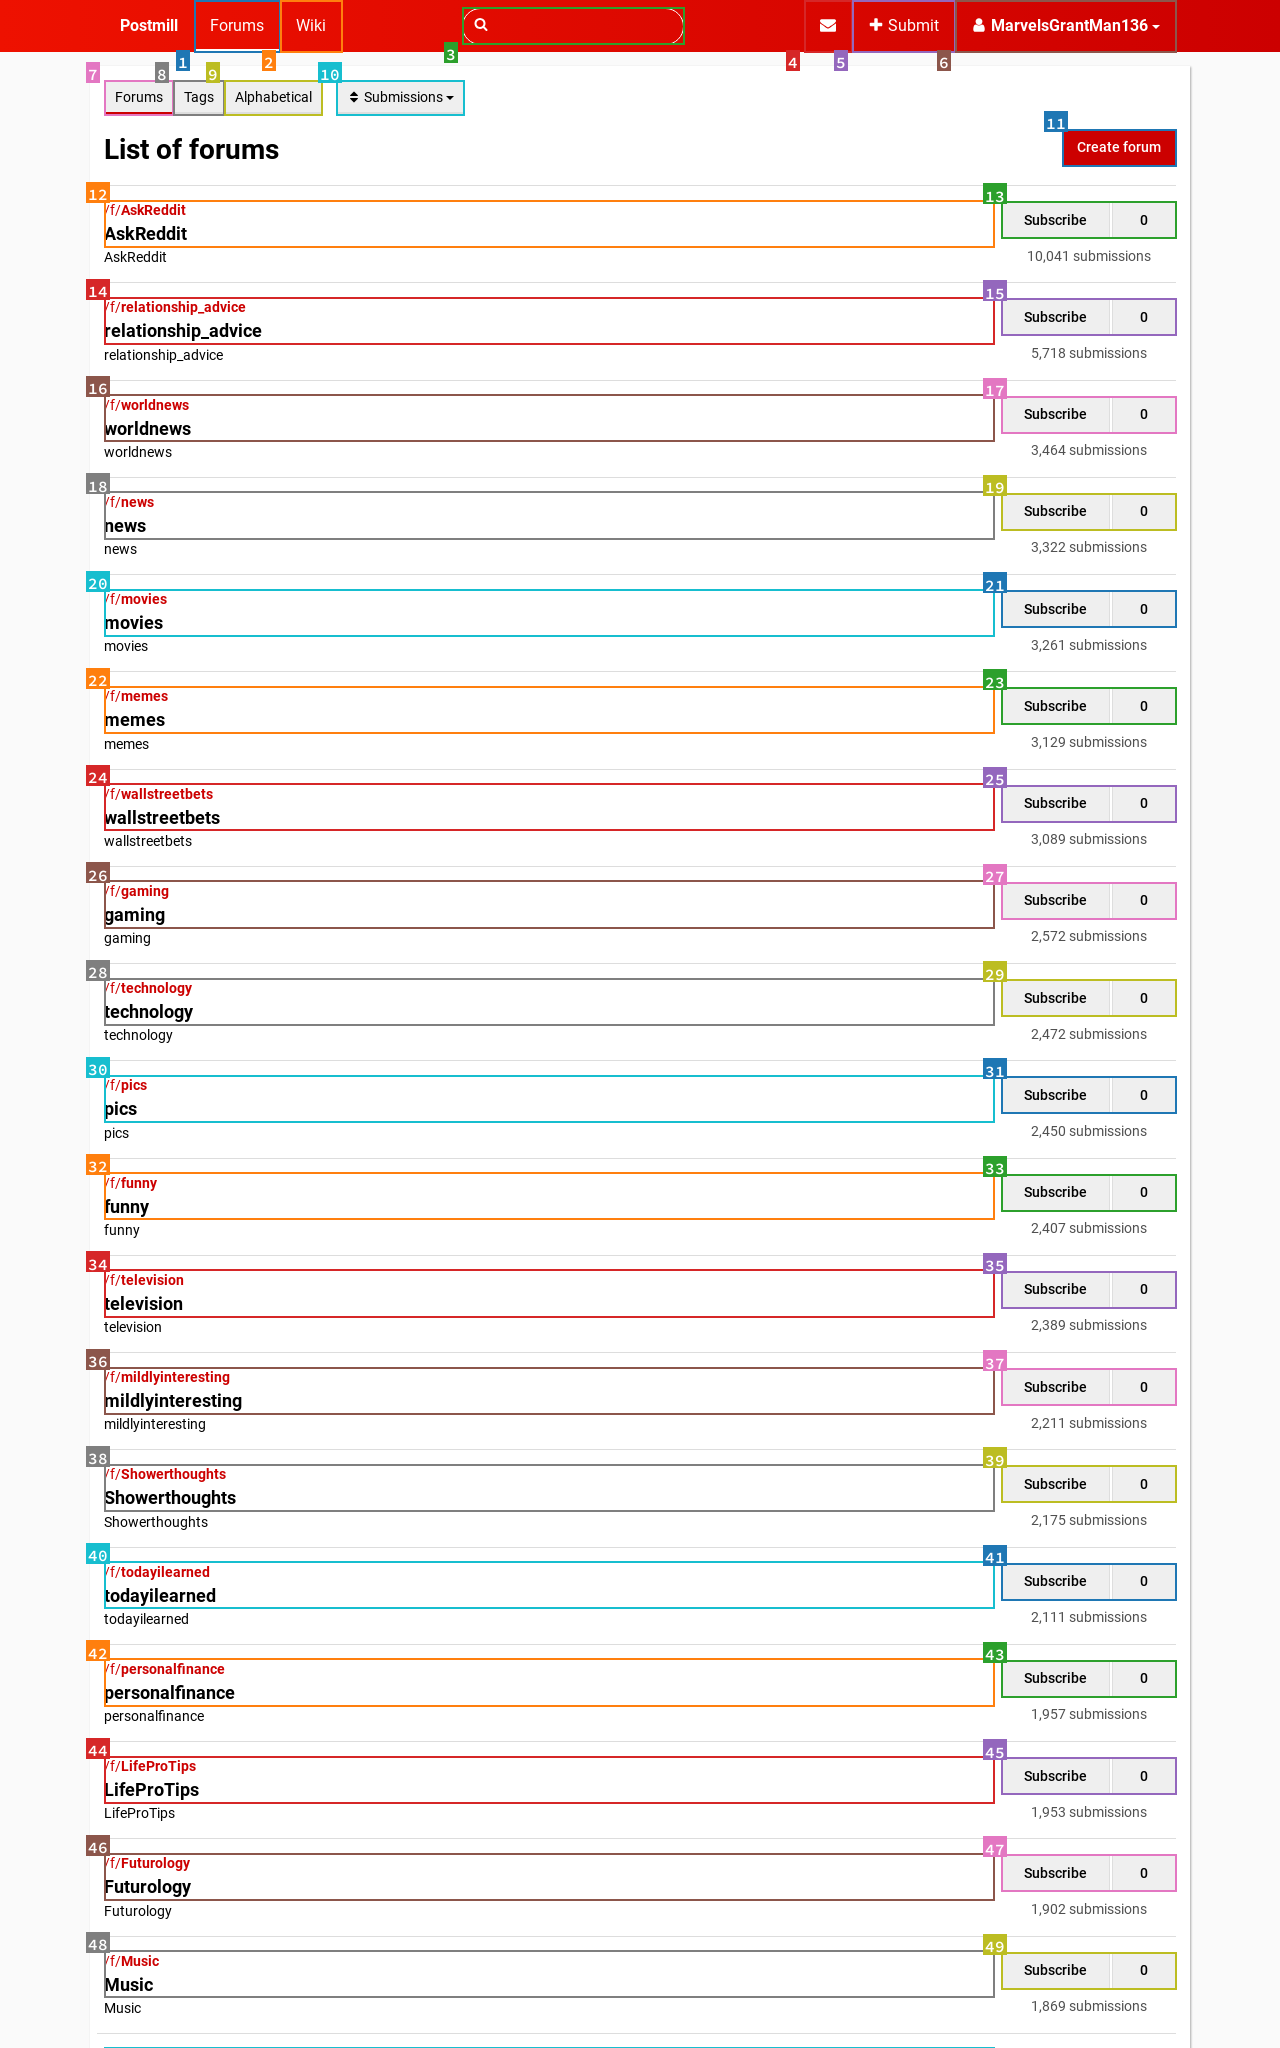 Postmill Forums Wiki Submit MarvelsGrantMan136
1 2 3 4 5 6
7 8 9 10
Forums Tags Alphabetical Submissions
11
List of forums Create forum
12 13
/f/AskReddit
AskReddit Subscribe 0
AskReddit 10,041 submissions
14 15
/f/relationship_advice
relationship_advice Subscribe 0
relationship_advice 5,718 submissions
16 17
/f/worldnews
worldnews Subscribe 0
worldnews 3,464 submissions
18 19
/f/news
news Subscribe 0
news 3,322 submissions
20 21
/f/movies
movies Subscribe 0
movies 3,261 submissions
22 23
/f/memes
memes Subscribe 0
memes 3,129 submissions
24 25
/f/wallstreetbets
wallstreetbets Subscribe 0
wallstreetbets 3,089 submissions
26 27
/f/gaming
gaming Subscribe 0
gaming 2,572 submissions
28 29
/f/technology
technology Subscribe 0
technology 2,472 submissions
30 31
/f/pics
pics Subscribe 0
pics 2,450 submissions
32 33
/f/funny
funny Subscribe 0
funny 2,407 submissions
34 35
/f/television
television Subscribe 0
television 2,389 submissions
36 37
/f/mildlyinteresting
mildlyinteresting Subscribe 0
mildlyinteresting 2,211 submissions
38 39
/f/Showerthoughts
Showerthoughts Subscribe 0
Showerthoughts 2,175 submissions
40 41
/f/todayilearned
todayilearned Subscribe 0
todayilearned 2,111 submissions
42 43
/f/personalfinance
personalfinance Subscribe 0
personalfinance 1,957 submissions
44 45
/f/LifeProTips
LifeProTips Subscribe 0
LifeProTips 1,953 submissions
46 47
/f/Futurology
Futurology Subscribe 0
Futurology 1,902 submissions
48 49
/f/Music
Music Subscribe 0
Music 1,869 submissions